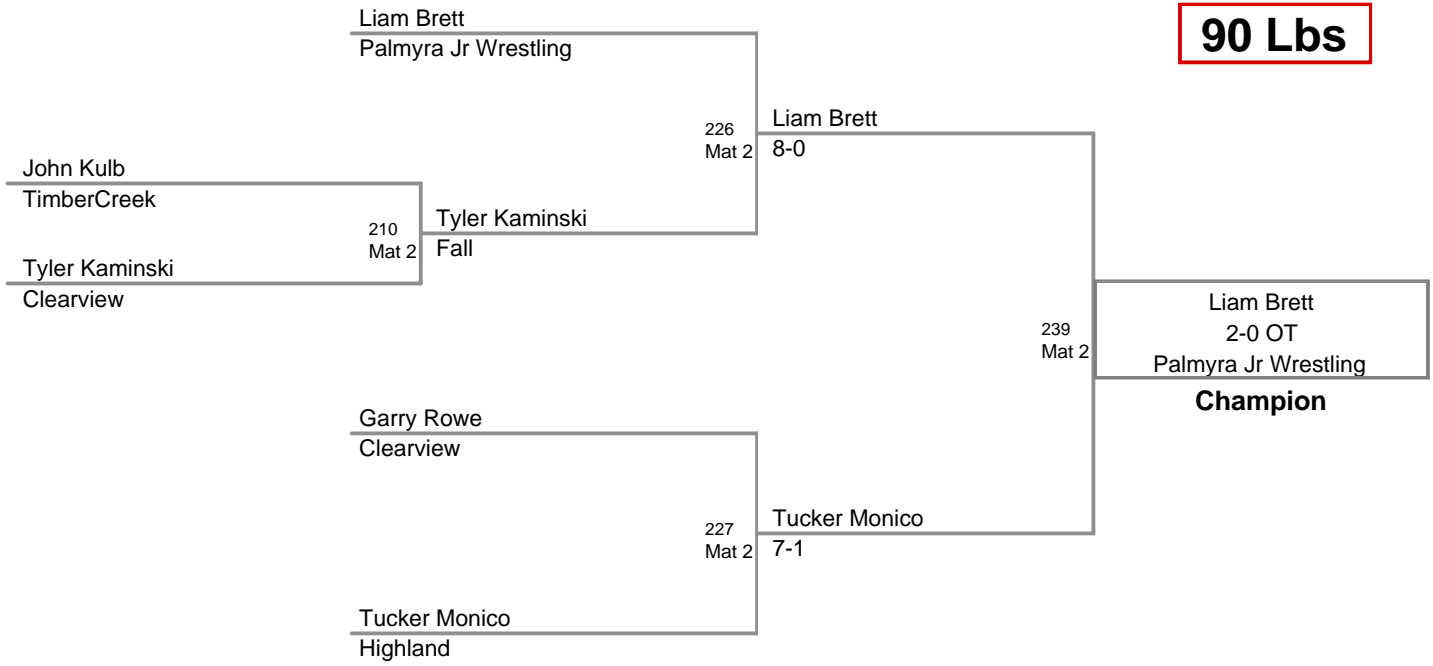 Liam Brett
Palmyra Jr Wrestling
90 Lbs
226
Mat 2
Liam Brett
8-0
John Kulb
TimberCreek
210
Mat 2
Tyler Kaminski
Fall
Tyler Kaminski
Clearview
239
Mat 2
Liam Brett
2-0 OT
Palmyra Jr Wrestling
Champion
Garry Rowe
Clearview
227
Mat 2
Tucker Monico
7-1
Tucker Monico
Highland